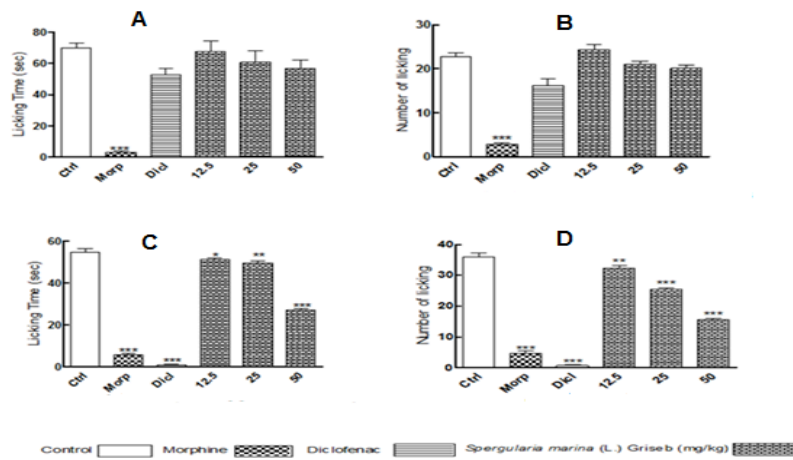 A
Licking Time (sec)
80
60
40
20
0
Ctrl
Morp
Dicl
12.5
25
50
***
B
Number of licking
30
20
10
0
Ctrl
Morp
Dicl
12.5
25
50
***
C
Licking Time (sec)
60
40
20
0
Ctrl
Morp
Dicl
12.5
25
50
***
***
*
**
***
D
Number of licking
40
30
20
10
0
Ctrl
Morp
Dicl
12.5
25
50
***
***
**
***
***
Control Morphine Diclofenac Spergularia marina (L.) Griseb (mg/kg)